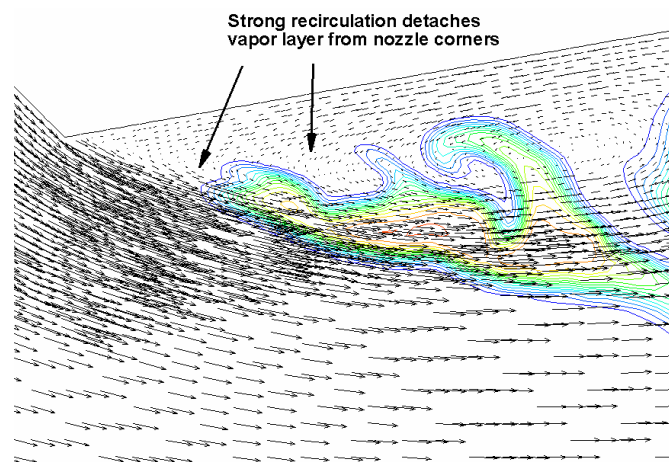 Strong recirculation detaches
vapor layer from nozzle corners